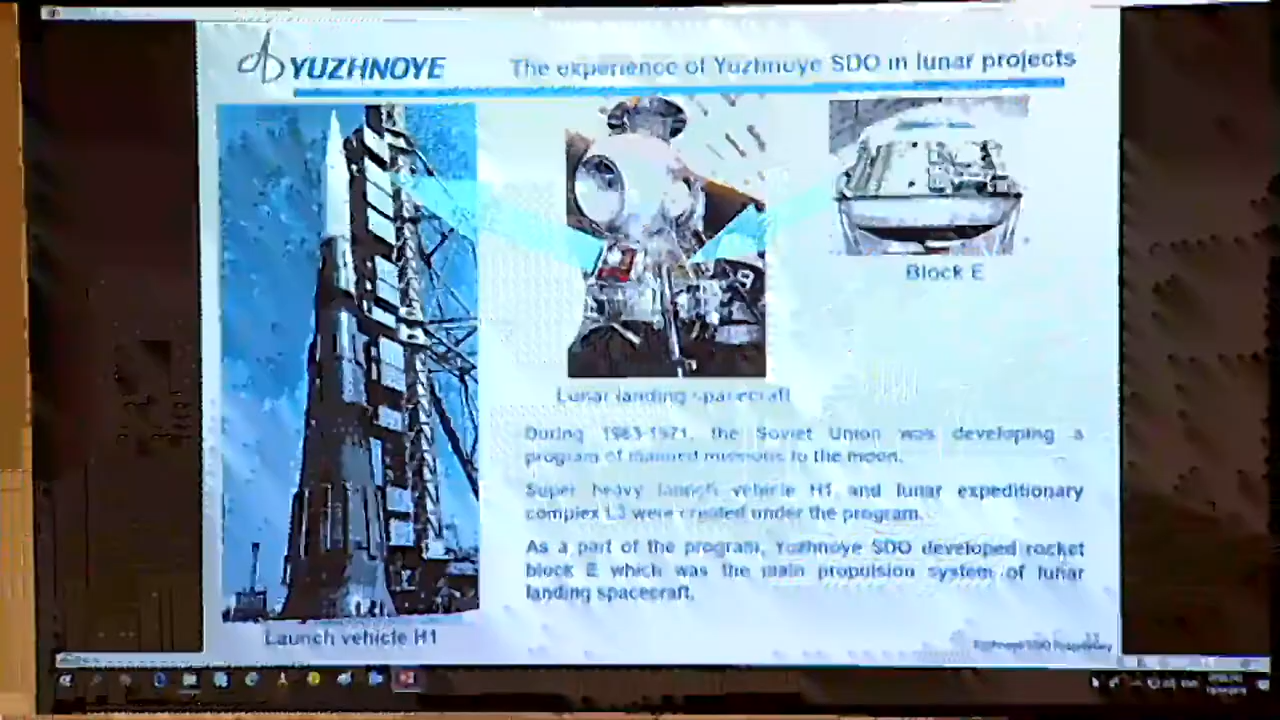 YUZHNOYE
The experience of Yuzhnoye SDO in lunar projects
Block E
Lunar landing spacecraft
During 1963-1971, the Soviet Union was developing a
program of manned missions to the moon.
Super heavy launch vehicle H1 and lunar expeditionary
complex L3 were created under the program.
As a part of the program, Yuzhnoye SDO developed rocket
block E which was the main propulsion system of lunar
landing spacecraft.
Launch vehicle H1
Yuzhnoye SDO Proprietary